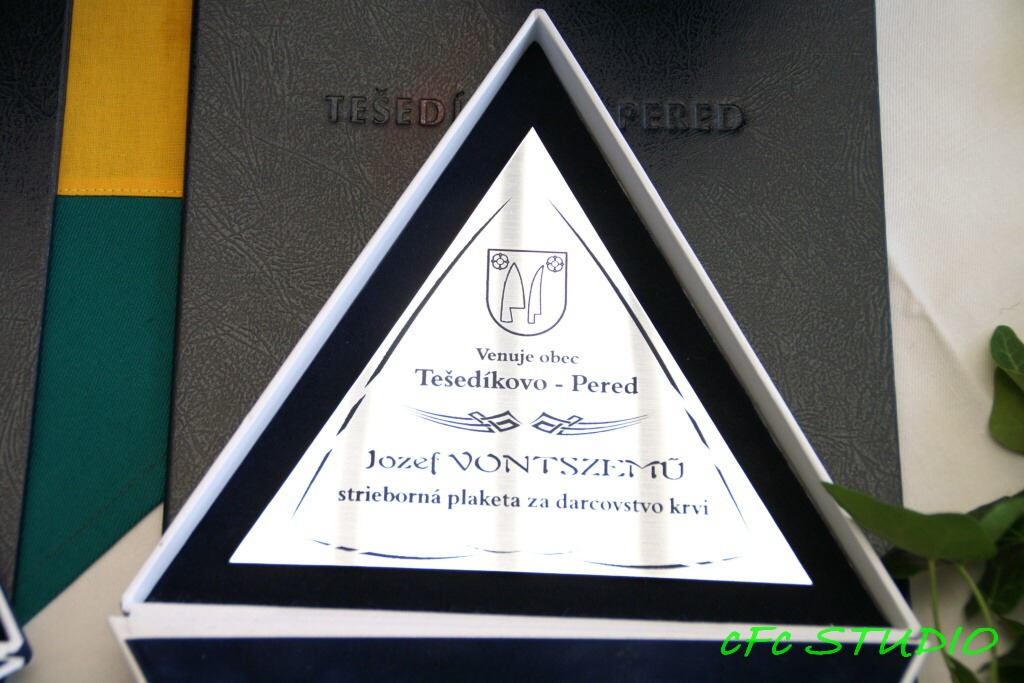 TEŠEDÍ PERED
Venuje obec
Tešedíkovo - Pered
Jozef VONTSZEMŰ
strieborná plaketa za darcovstvo krvi
cFc STUDIO